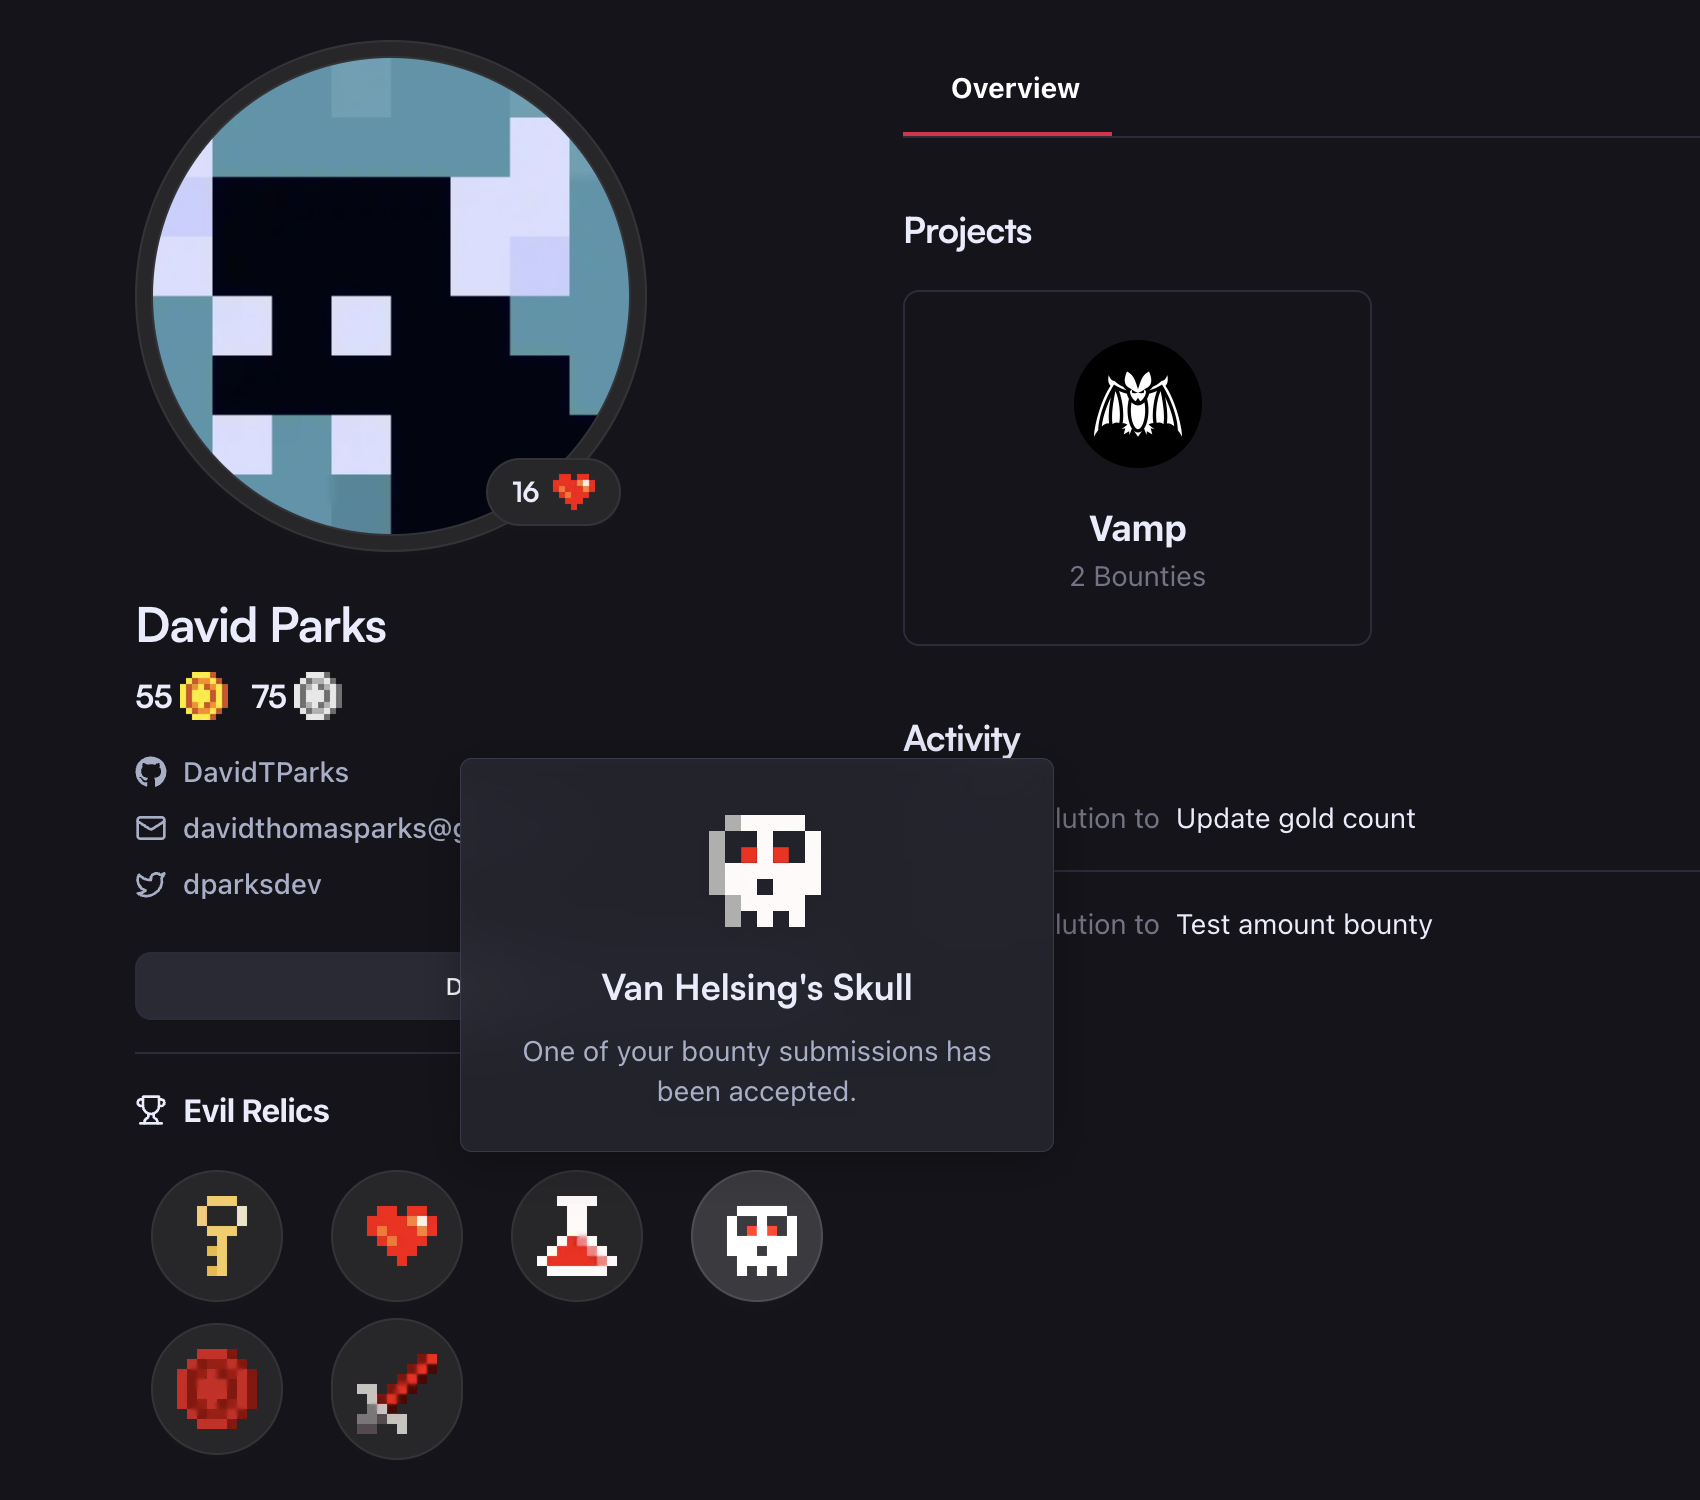 16
David Parks
55 75
DavidTParks
davidthomasparks@g
dparksdev
D
Evil Relics
Van Helsing's Skull
One of your bounty submissions has
been accepted.
Overview
Projects
Vamp
2 Bounties
Activity
lution to Update gold count
lution to Test amount bounty